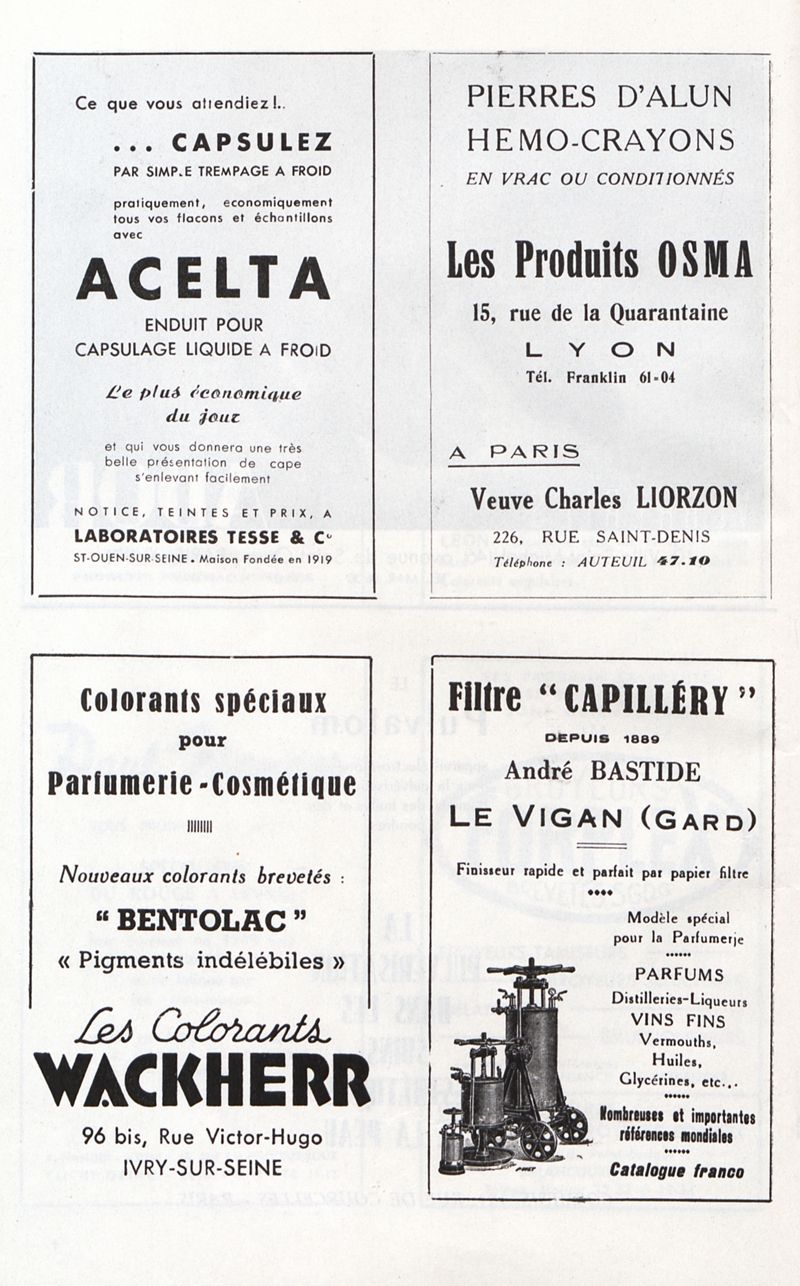 Ce que vous attendiez!..
... CAPSULEZ
PAR SIMPLE TREMPAGE A FROID
pratiquement, economiquement
tous vos flacons et échantillons
avec
ACELTA
ENDUIT POUR
CAPSULAGE LIQUIDE A FROID
Le plus économique
du jour
et qui vous donnera une très
belle présentation de cape
s'enlevant facilement
NOTICE, TEINTES ET PRIX, A
LABORATOIRES TESSE & Cie
ST-OUEN-SUR-SEINE. Maison Fondée en 1919
PIERRES D'ALUN
HEMO-CRAYONS
EN VRAC OU CONDITIONNÉS
Les Produits OSMA
15, rue de la Quarantaine
LYON
Tél. Franklin 61-04
A PARIS
Veuve Charles LIORZON
226, RUE SAINT-DENIS
Téléphone : AUTEUIL 47.10
Colorants spéciaux
pour
Parfumerie-Cosmétique
Nouveaux colorants brevetés :
" BENTOLAC "
« Pigments indélébiles »
Les Colorants
WACKHERR
96 bis, Rue Victor-Hugo
IVRY-SUR-SEINE
Filtre " CAPILLÉRY "
DEPUIS 1889
André BASTIDE
LE VIGAN (GARD)
Finisseur rapide et parfait par papier filtre
Modèle spécial
pour la Parfumerie
PARFUMS
Distilleries-Liqueurs
VINS FINS
Vermouths,
Huiles,
Glycérines, etc...
Nombreuses et importantes
références mondiales
Catalogue franco